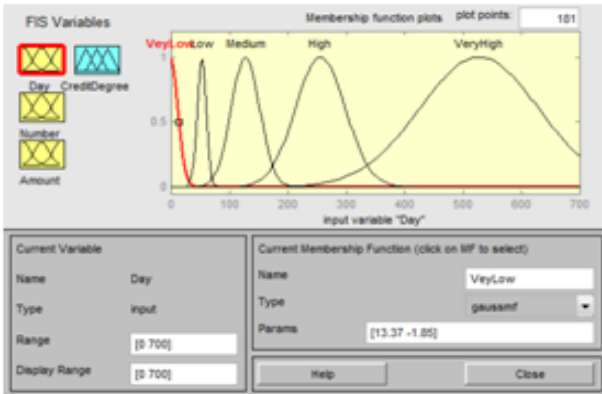 FIS Variables
Membership function plots
plot points:
181
Day
CreditDegree
Number
Amount
VeyLow
Low
Medium
High
VeryHigh
1
0.5
0
0
100
200
300
400
500
600
700
input variable "Day"
Current Variable
Name
Day
Type
input
Range
[0 700]
Display Range
[0 700]
Current Membership Function (click on MF to select)
Name
VeyLow
Type
gaussmf
Params
[13.37 -1.85]
Help
Close